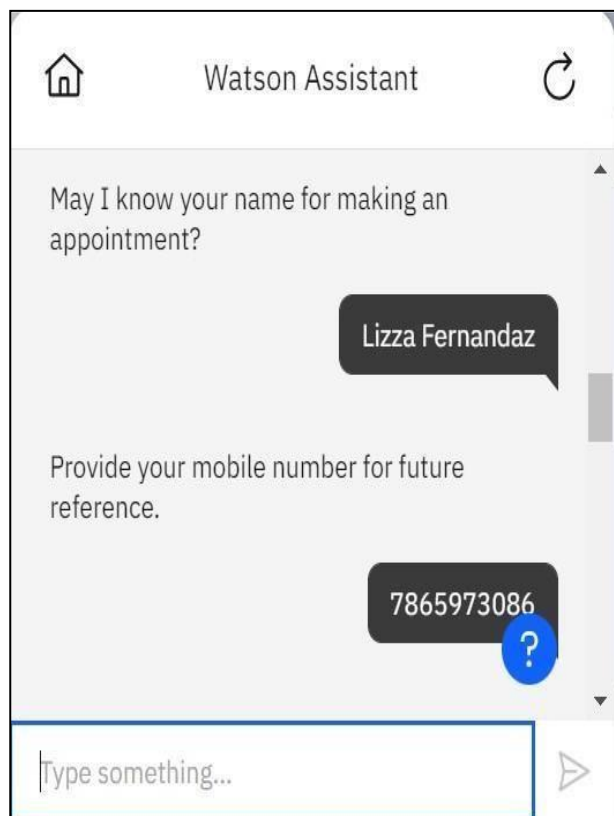 Watson Assistant
May I know your name for making an
appointment?
Lizza Fernandaz
Provide your mobile number for future
reference.
7865973086
?
Type something...